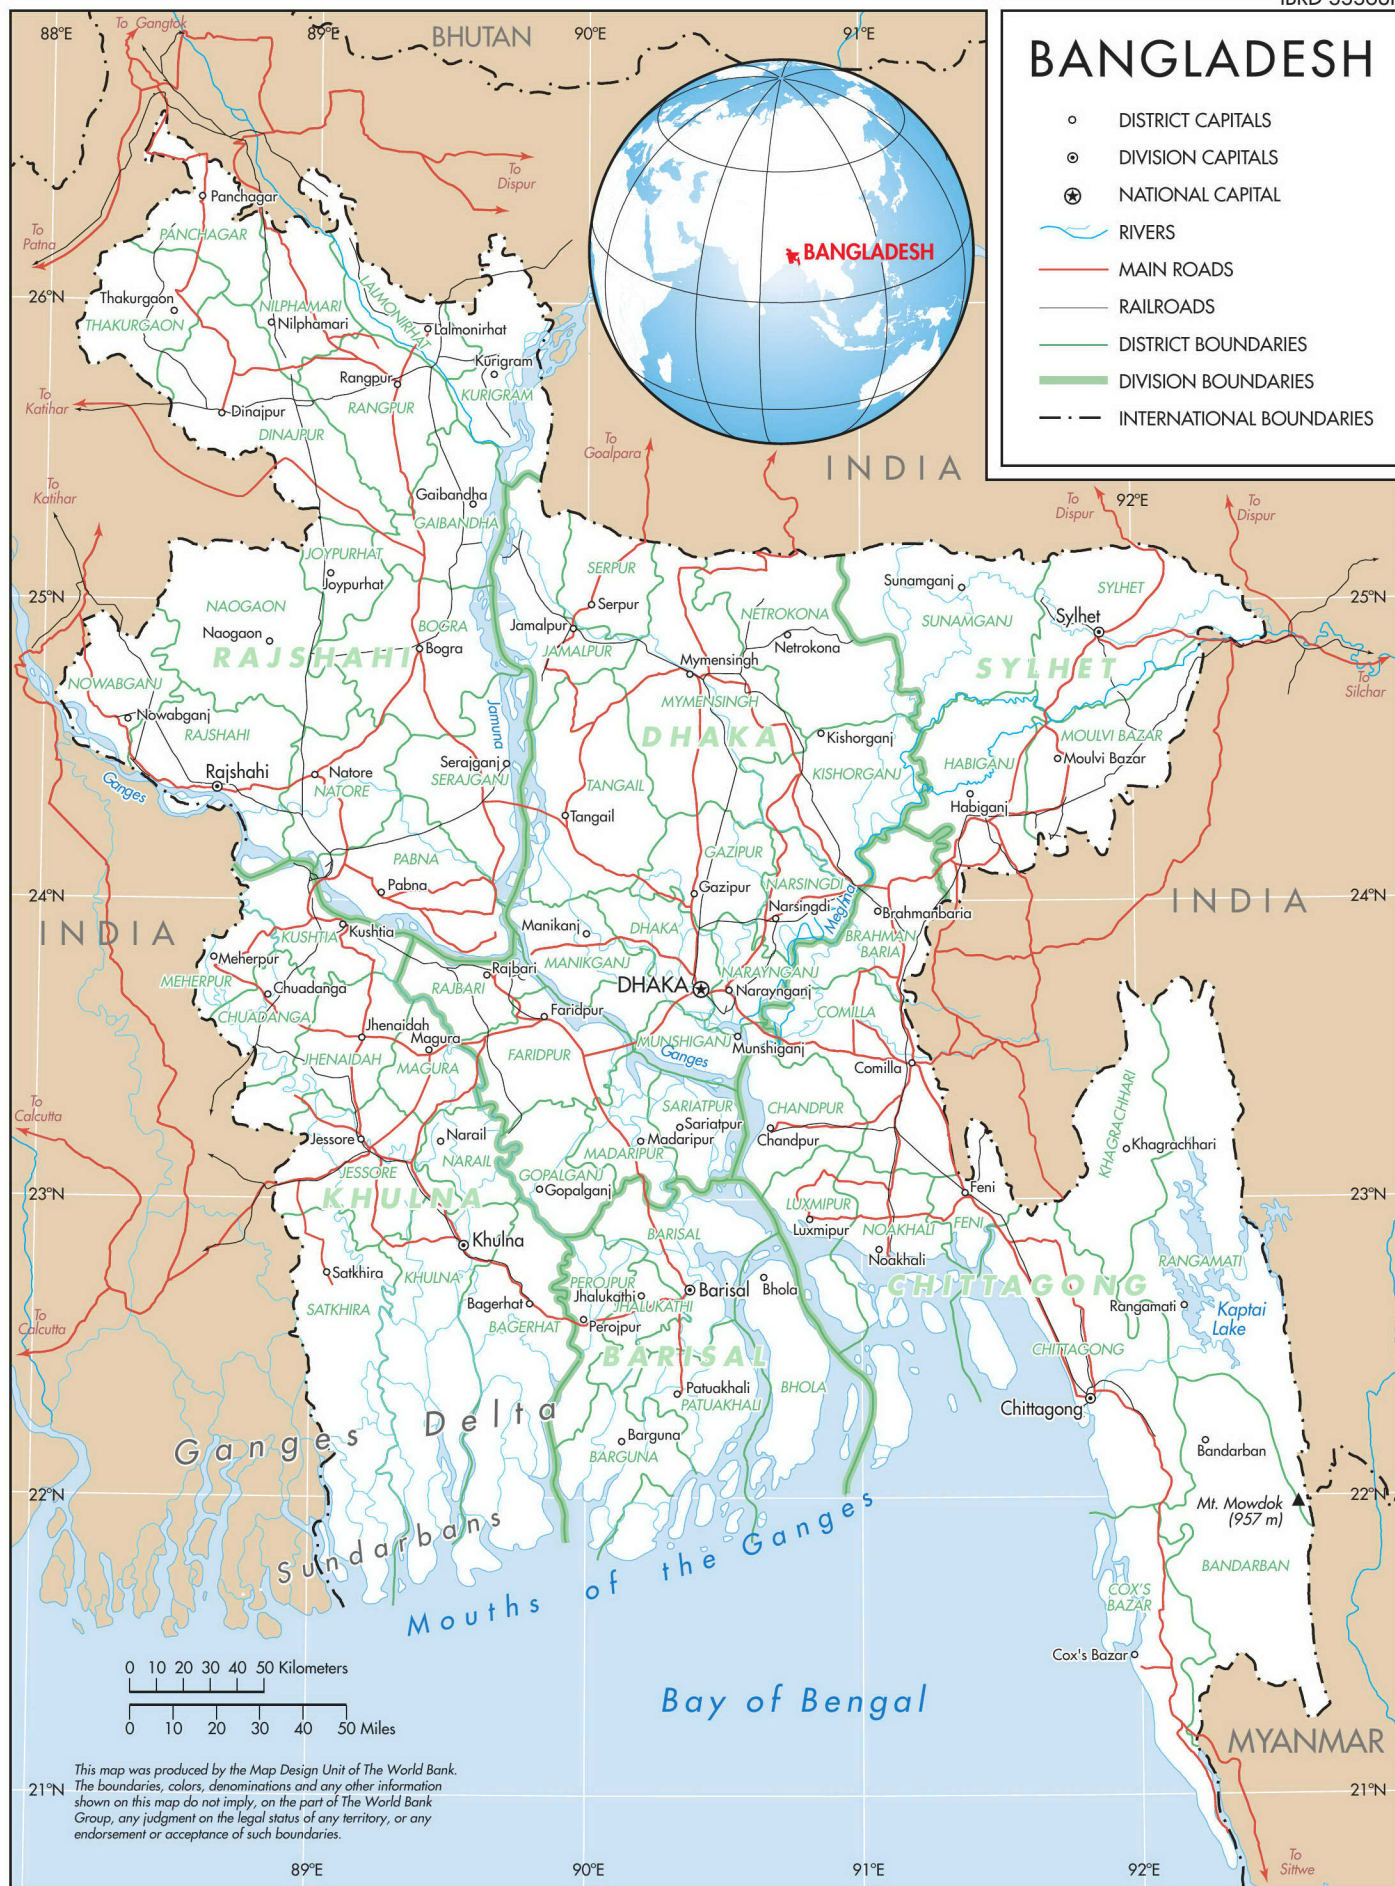 BANGLADESH
DISTRICT CAPITALS
DIVISION CAPITALS
NATIONAL CAPITAL
RIVERS
MAIN ROADS
RAILROADS
DISTRICT BOUNDARIES
DIVISION BOUNDARIES
INTERNATIONAL BOUNDARIES
88°E
89°E
90°E
91°E
To Gangtok
BHUTAN
To
Dispur
To
Patna
BANGLADESH
Panchagar
PANCHAGAR
26°N
Thakurgaon
THAKURGAON
NILPHAMARI
Nilphamari
LALMONIRHAT
Lalmonirhat
Kurigram
KURIGRAM
Rangpur
RANGPUR
To
Katihar
Dinajpur
DINAJPUR
To
Goalpara
INDIA
To
Katihar
Gaibandha
GAIBANDHA
To
Dispur
92°E
To
Dispur
JOYPURHAT
Joypurhat
SERPUR
Serpur
Sunamganj
SUNAMGANJ
SYLHET
Sylhet
25°N
25°N
NAOGAON
Naogaon
BOGRA
Bogra
Jamalpur
JAMALPUR
NETROKONA
Netrokona
RAJSHAHI
SYLHET
Mymensingh
MYMENSINGH
To
Silchar
NOWABGANJ
Nowabganj
RAJSHAHI
Jamuna
DHAKA
Kishorganj
KISHORGANJ
MOULVI BAZAR
Moulvi Bazar
HABIGANJ
Habiganj
Rajshahi
Ganges
Natore
NATORE
Serajganj
SERAJGANJ
TANGAIL
Tangail
PABNA
Pabna
GAZIPUR
Gazipur
NARSINGDI
Narsingdi
Meghna
24°N
24°N
INDIA
INDIA
Brahmanbaria
BRAHMAN
BARIA
KUSHTIA
Kushtia
Manikanj
MANIKGANJ
DHAKA
Meherpur
MEHERPUR
Chuadanga
CHUADANGA
Rajbari
RAJBARI
DHAKA
NARAYNGANJ
Naraynganj
COMILLA
Comilla
Faridpur
FARIDPUR
Jhenaidah
JHENAIDAH
Magura
MAGURA
MUNSHIGANJ
Munshiganj
Ganges
To
Calcutta
SARIATPUR
Sariatpur
CHANDPUR
Chandpur
Madaripur
MADARIPUR
Jessore
JESSORE
Narail
NARAIL
GOPALGANJ
Gopalganj
KHAGRACHHARI
Khagrachhari
23°N
23°N
KHULNA
Feni
FENI
LUXMIPUR
Luxmipur
NOAKHALI
Noakhali
Khulna
KHULNA
Satkhira
SATKHIRA
BARISAL
Barisal
Bhola
BHOLA
PEROJPUR
Jhalukathi
JHALUKATHI
Perojpur
Bagerhat
BAGERHAT
CHITTAGONG
RANGAMATI
Rangamati
Kaptai
Lake
To
Calcutta
BARISAL
CHITTAGONG
Chittagong
Patuakhali
PATUAKHALI
Barguna
BARGUNA
Bandarban
BANDARBAN
Ganges Delta
22°N
22°N
Mt. Mowdok
(957 m)
Sundarbans
Mouths of the Ganges
COX'S
BAZAR
Cox's Bazar
0 10 20 30 40 50 Kilometers
0 10 20 30 40 50 Miles
Bay of Bengal
MYANMAR
This map was produced by the Map Design Unit of The World Bank.
The boundaries, colors, denominations and any other information
shown on this map do not imply, on the part of The World Bank
Group, any judgment on the legal status of any territory, or any
endorsement or acceptance of such boundaries.
21°N
21°N
To
Sittwe
89°E
90°E
91°E
92°E